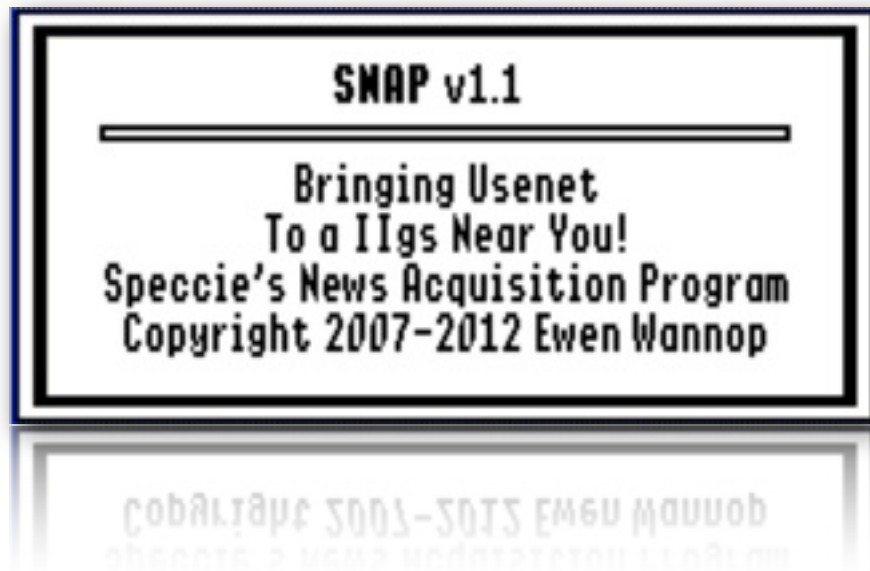 SNAP v1.1
Bringing Usenet
To a IIgs Near You!
Speccie's News Acquisition Program
Copyright 2007-2012 Ewen Wannop